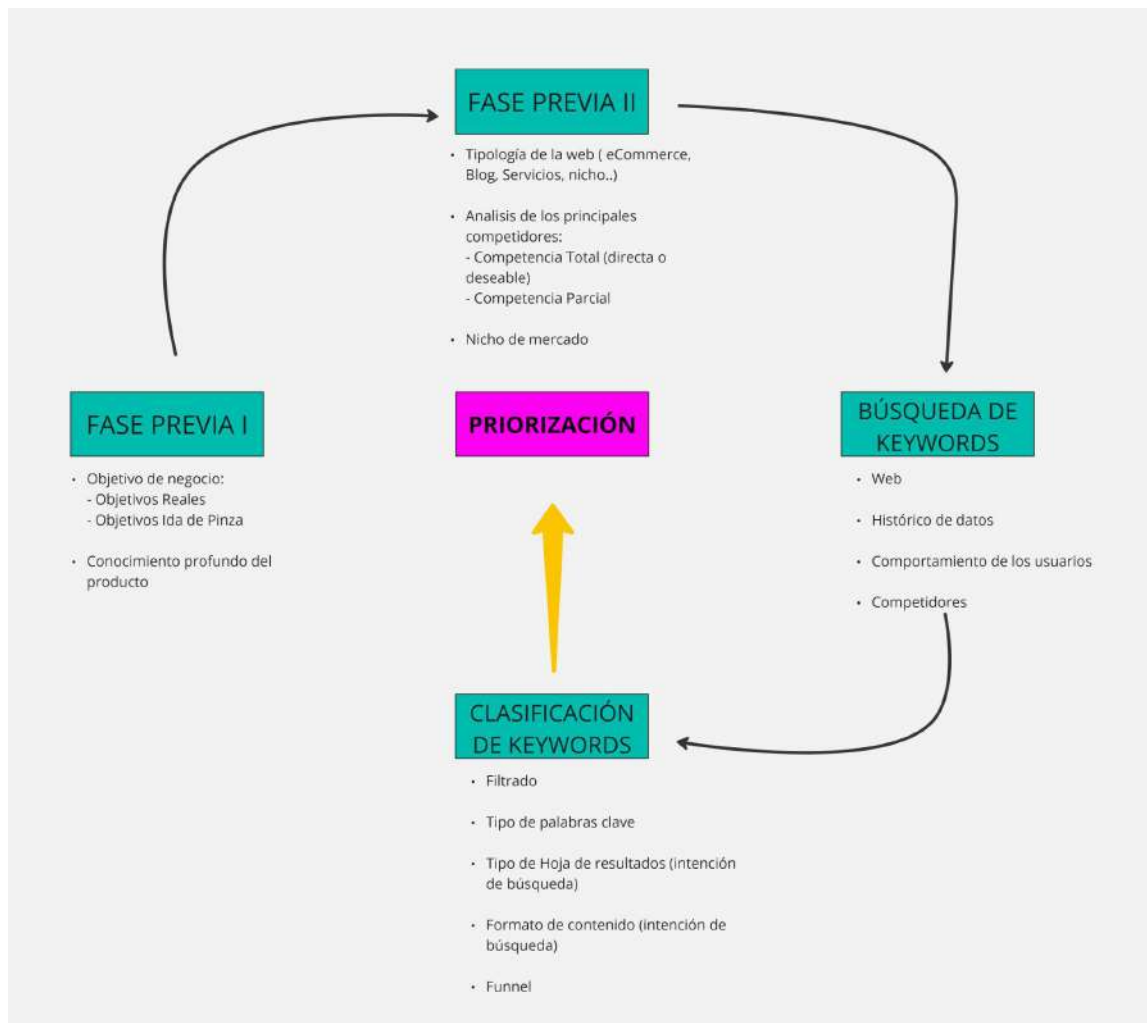 FASE PREVIA II
• Tipología de la web ( eCommerce,
Blog, Servicios, nicho..)
• Analisis de los principales
competidores:
- Competencia Total (directa o
deseable)
- Competencia Parcial
• Nicho de mercado
FASE PREVIA I
• Objetivo de negocio:
- Objetivos Reales
- Objetivos Ida de Pinza
• Conocimiento profundo del
producto
PRIORIZACIÓN
BÚSQUEDA DE
KEYWORDS
• Web
• Histórico de datos
• Comportamiento de los usuarios
• Competidores
CLASIFICACIÓN
DE KEYWORDS
• Filtrado
• Tipo de palabras clave
• Tipo de Hoja de resultados (intención
de búsqueda)
• Formato de contenido (intención de
búsqueda)
• Funnel